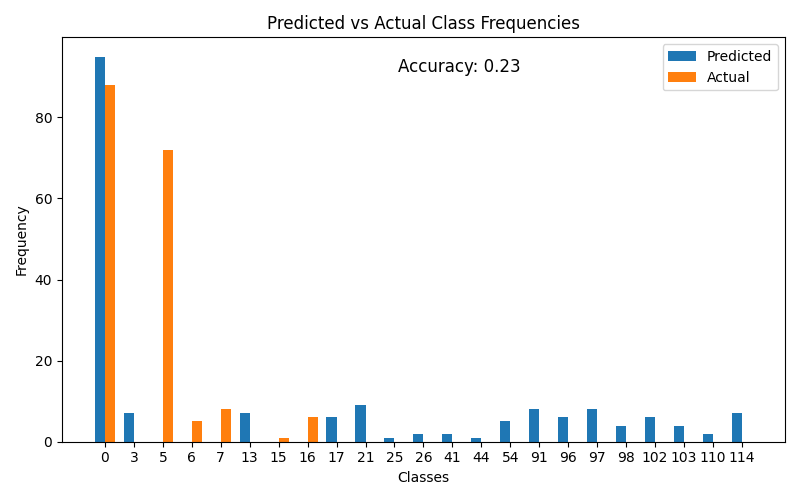 Predicted vs Actual Class Frequencies
Accuracy: 0.23
Predicted
Actual
Frequency
80
60
40
20
0
0 3 5 6 7 13 15 16 17 21 25 26 41 44 54 91 96 97 98 102 103 110 114
Classes